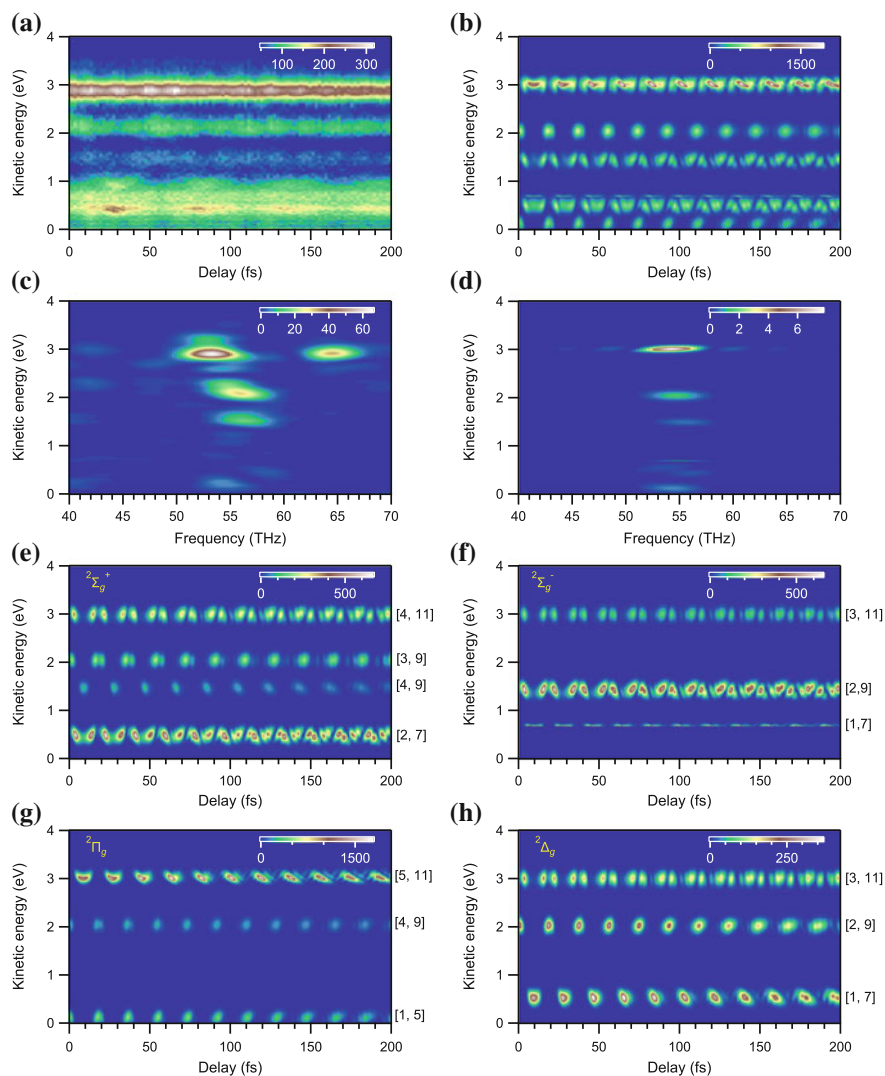 (a)
100 200 300
Kinetic energy (eV)
4
3
2
1
0
0 50 100 150 200
Delay (fs)
(b)
0 1500
Kinetic energy (eV)
4
3
2
1
0
0 50 100 150 200
Delay (fs)
(c)
0 20 40 60
Kinetic energy (eV)
4
3
2
1
0
40 45 50 55 60 65 70
Frequency (THz)
(d)
0 2 4 6
Kinetic energy (eV)
4
3
2
1
0
40 45 50 55 60 65 70
Frequency (THz)
(e)
²Σg⁺
0 500
Kinetic energy (eV)
4
3
2
1
0
[4, 11]
[3, 9]
[4, 9]
[2, 7]
0 50 100 150 200
Delay (fs)
(f)
²Σg⁻
0 500
Kinetic energy (eV)
4
3
2
1
0
[3, 11]
[2,9]
[1,7]
0 50 100 150 200
Delay (fs)
(g)
²Πg
0 1500
Kinetic energy (eV)
4
3
2
1
0
[5, 11]
[4, 9]
[1, 5]
0 50 100 150 200
Delay (fs)
(h)
²Δg
0 250
Kinetic energy (eV)
4
3
2
1
0
[3, 11]
[2, 9]
[1, 7]
0 50 100 150 200
Delay (fs)